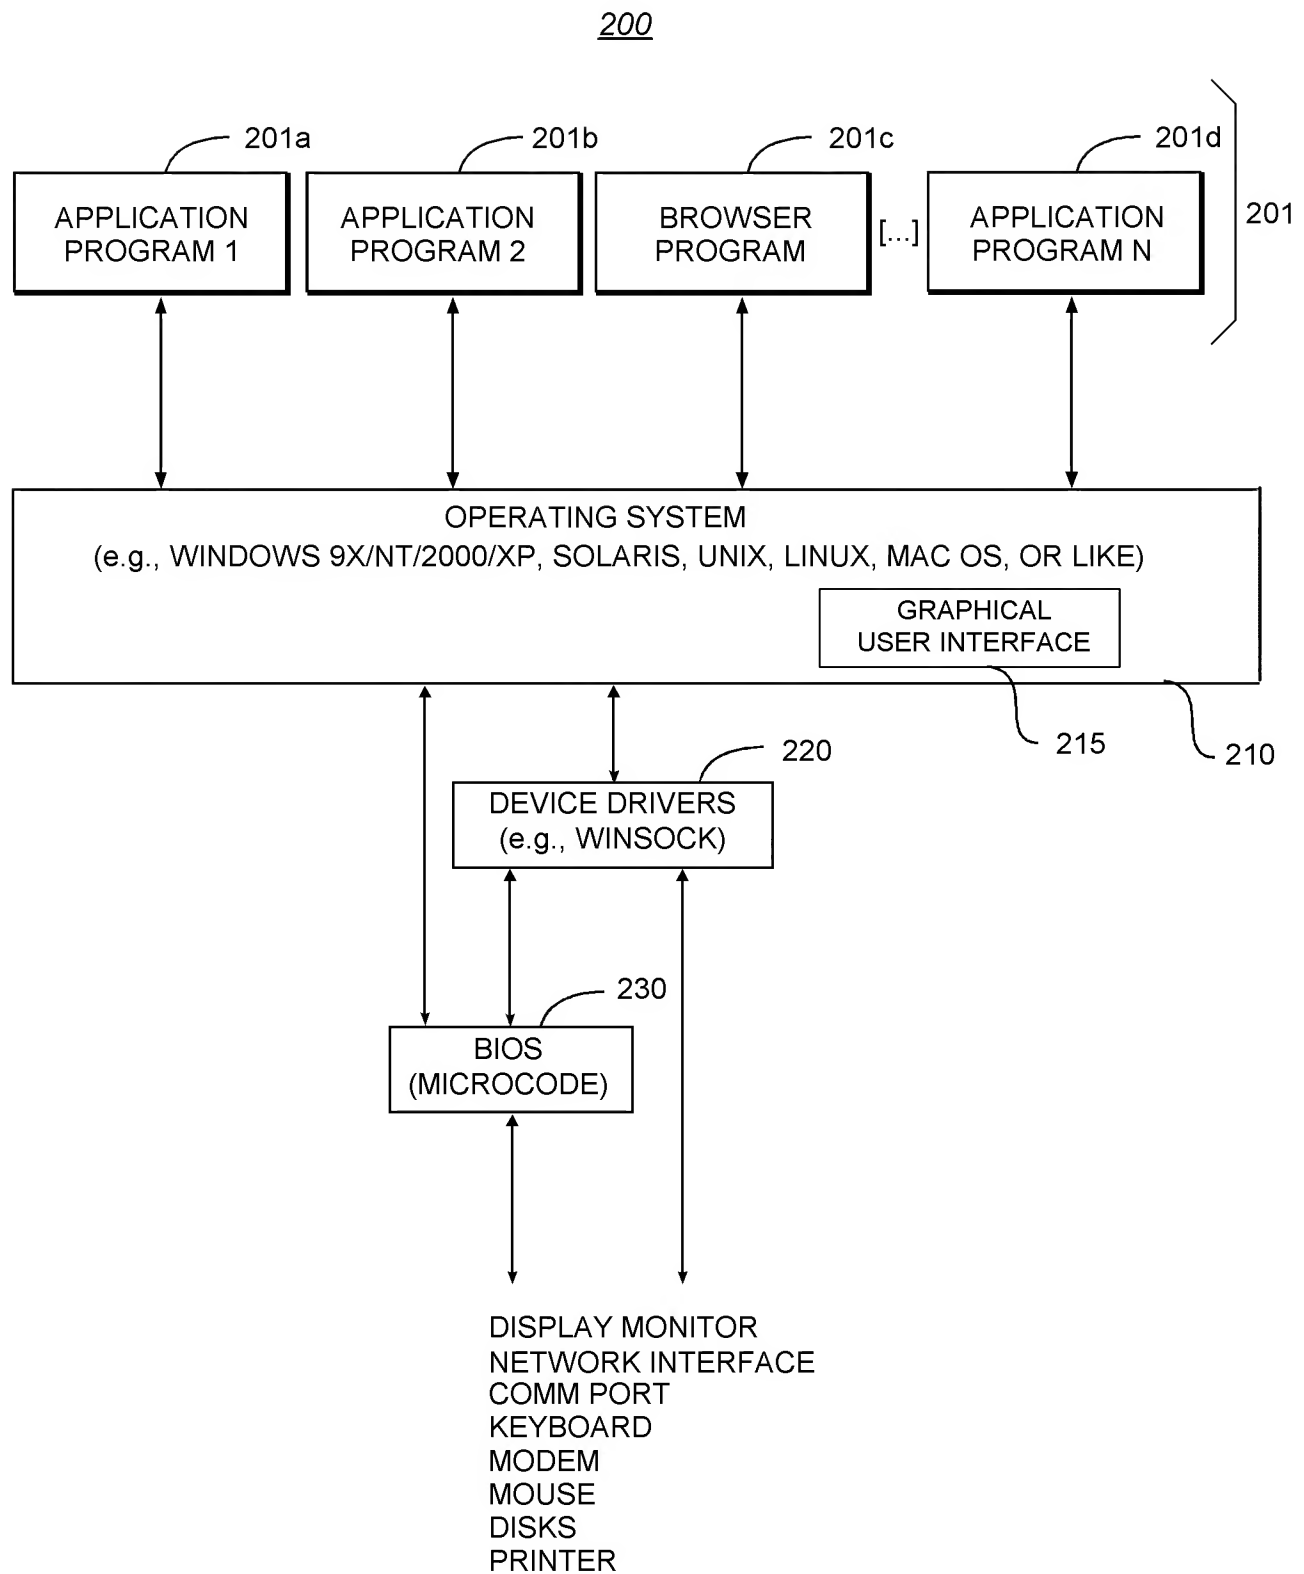 200
201a
201b
201c
201d
APPLICATION
PROGRAM 1
APPLICATION
PROGRAM 2
BROWSER
PROGRAM
[...]
APPLICATION
PROGRAM N
201
OPERATING SYSTEM
(e.g., WINDOWS 9X/NT/2000/XP, SOLARIS, UNIX, LINUX, MAC OS, OR LIKE)
GRAPHICAL
USER INTERFACE
215
210
220
DEVICE DRIVERS
(e.g., WINSOCK)
230
BIOS
(MICROCODE)
DISPLAY MONITOR
NETWORK INTERFACE
COMM PORT
KEYBOARD
MODEM
MOUSE
DISKS
PRINTER